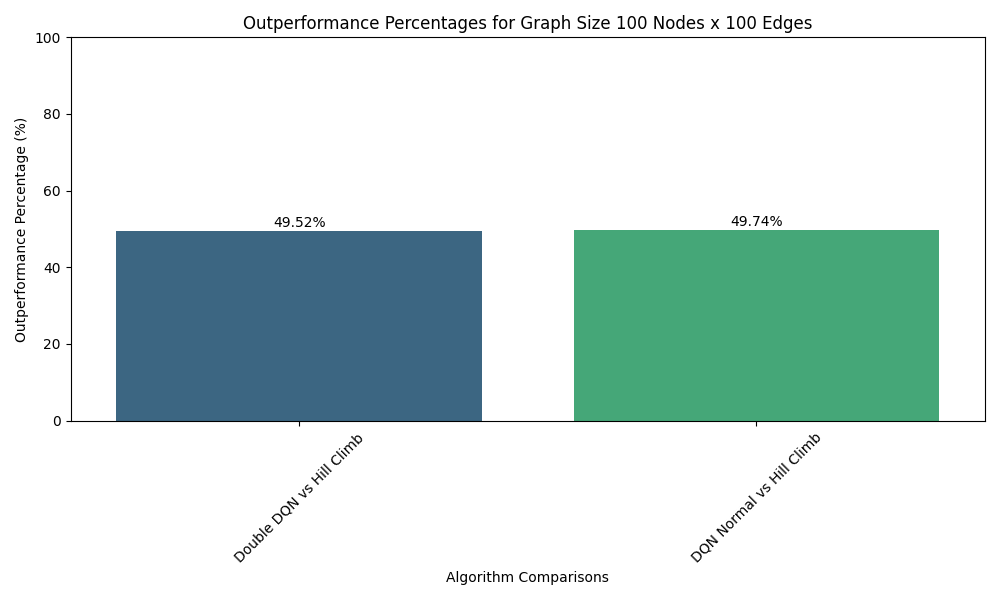 Outperformance Percentages for Graph Size 100 Nodes x 100 Edges
Outperformance Percentage (%)
100
80
60
40
20
0
49.52%
49.74%
Double DQN vs Hill Climb
DQN Normal vs Hill Climb
Algorithm Comparisons